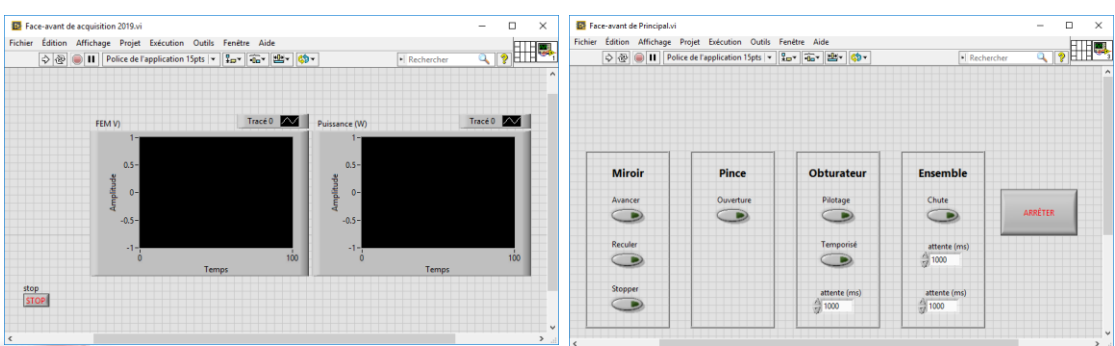 Face-avant de acquisition 2019.vi
Fichier Édition Affichage Projet Exécution Outils Fenêtre Aide
Police de l'application 15pts
Rechercher
FEM V)
Tracé 0
Puissance (W)
Tracé 0
1
0.5
0
-0.5
-1
Amplitude
0
100
Temps
1
0.5
0
-0.5
-1
Amplitude
0
100
Temps
stop
STOP
Face-avant de Principal.vi
Fichier Édition Affichage Projet Exécution Outils Fenêtre Aide
Police de l'application 15pts
Rechercher
Miroir
Avancer
Reculer
Stopper
Pince
Ouverture
Obturateur
Pilotage
Temporisé
attente (ms)
1000
Ensemble
Chute
attente (ms)
1000
attente (ms)
1000
ARRÊTER